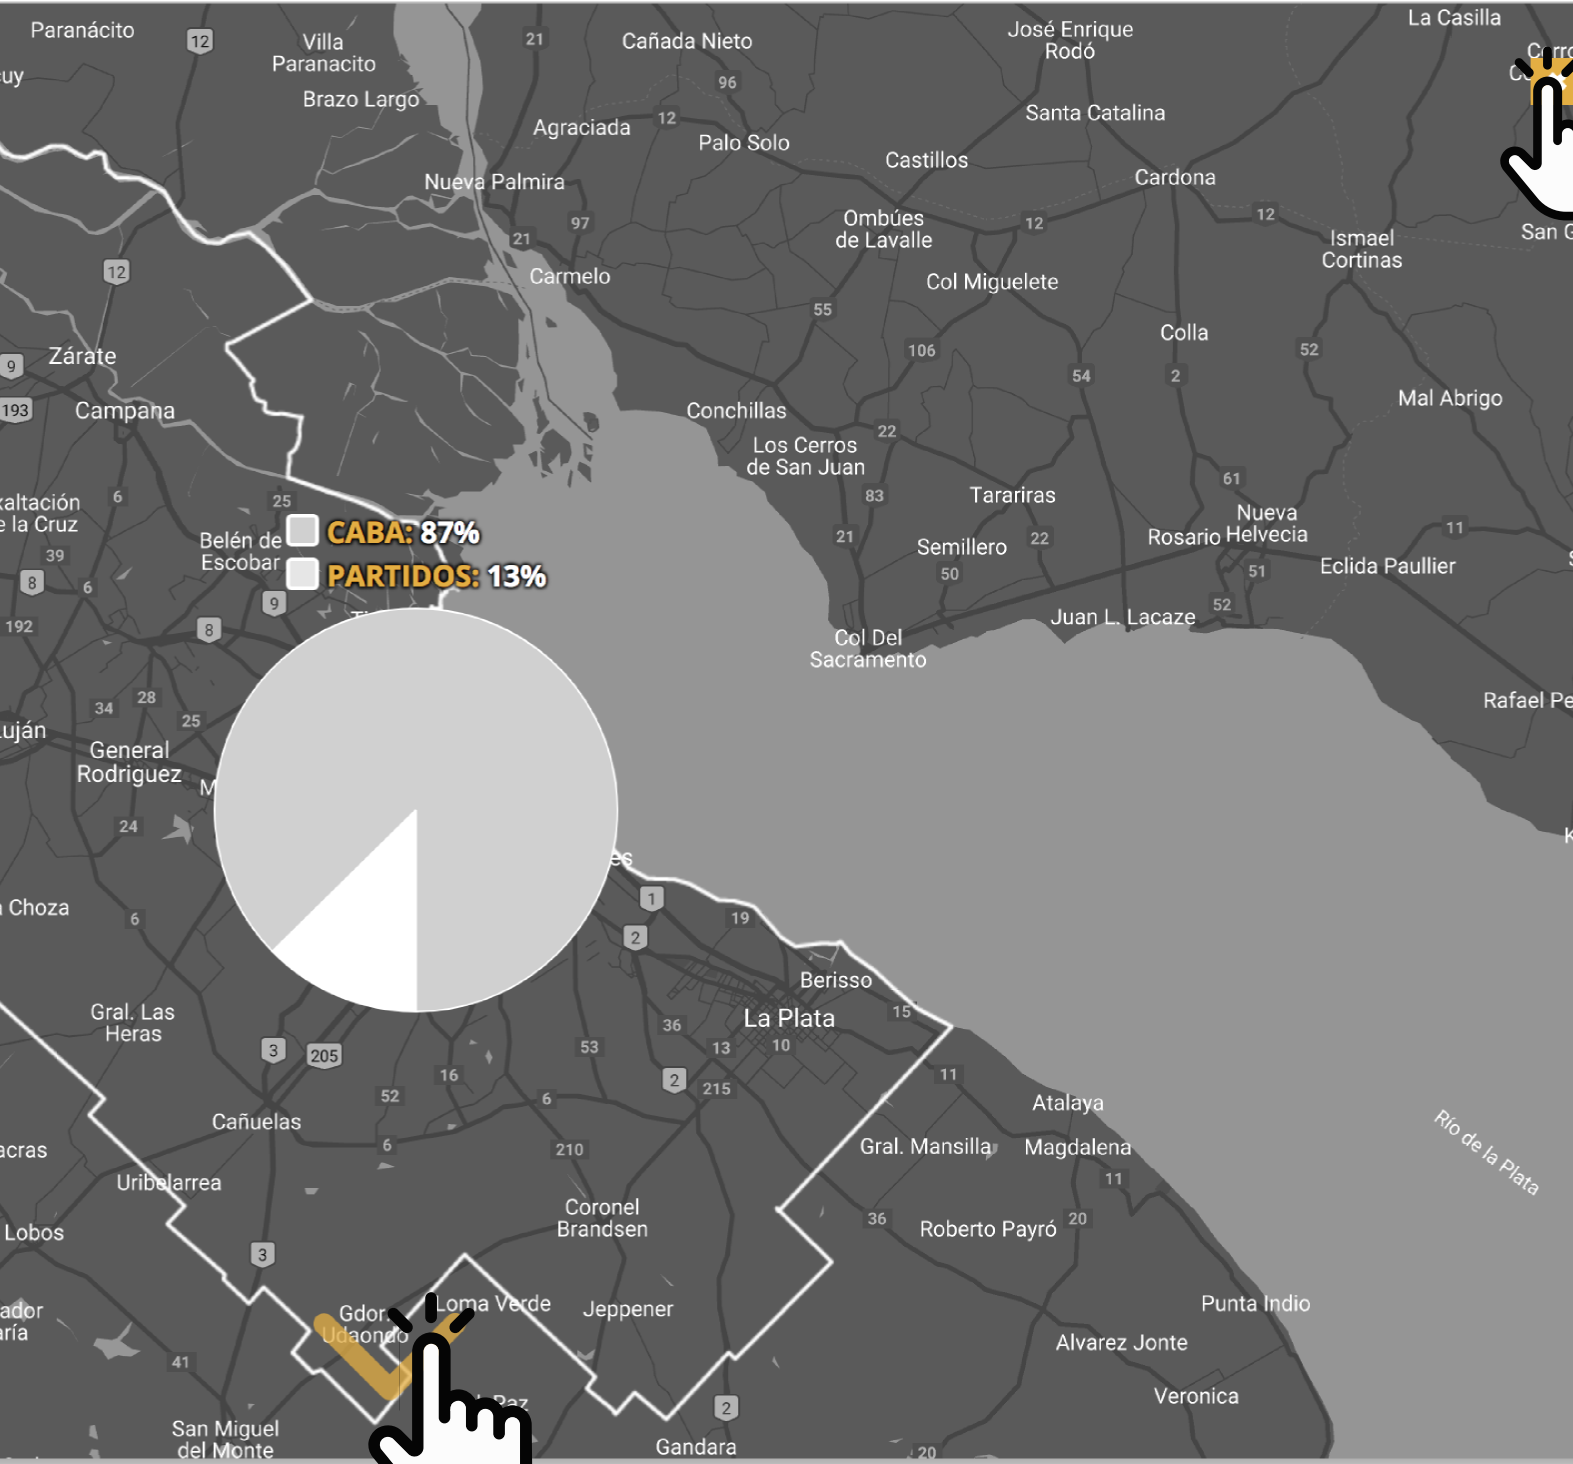 Paranácito
12
Villa
Paranacito
21
Cañada Nieto
José Enrique
Rodó
La Casilla
Brazo Largo
96
Agraciada
12
Palo Solo
Santa Catalina
Castillos
Cardona
Nueva Palmira
97
21
Ombúes
de Lavalle
12
12
Ismael
Cortinas
12
Carmelo
Col Miguelete
55
Colla
106
52
Zárate
9
54
2
193
Campana
Conchillas
Mal Abrigo
22
Los Cerros
de San Juan
61
6
25
83
Tarariras
Nueva
Helvecia
11
CABA: 87%
Belén de
Escobar
21
22
Rosario
Semillero
39
50
51
Eclida Paullier
PARTIDOS: 13%
8
6
9
52
192
8
Juan L. Lacaze
Col Del
Sacramento
28
34
25
General
Rodriguez
24
1
6
19
2
Berisso
Gral. Las
Heras
La Plata
15
36
3
205
53
13
10
16
2
215
11
52
6
Atalaya
Cañuelas
6
210
Gral. Mansilla
Magdalena
Río de la Plata
Uribelarrea
11
Coronel
Brandsen
36
Roberto Payró
20
Lobos
3
Gdor.
Udaondo
Loma Verde
Jeppener
Punta Indio
Alvarez Jonte
41
Veronica
2
San Miguel
del Monte
Gandara
20